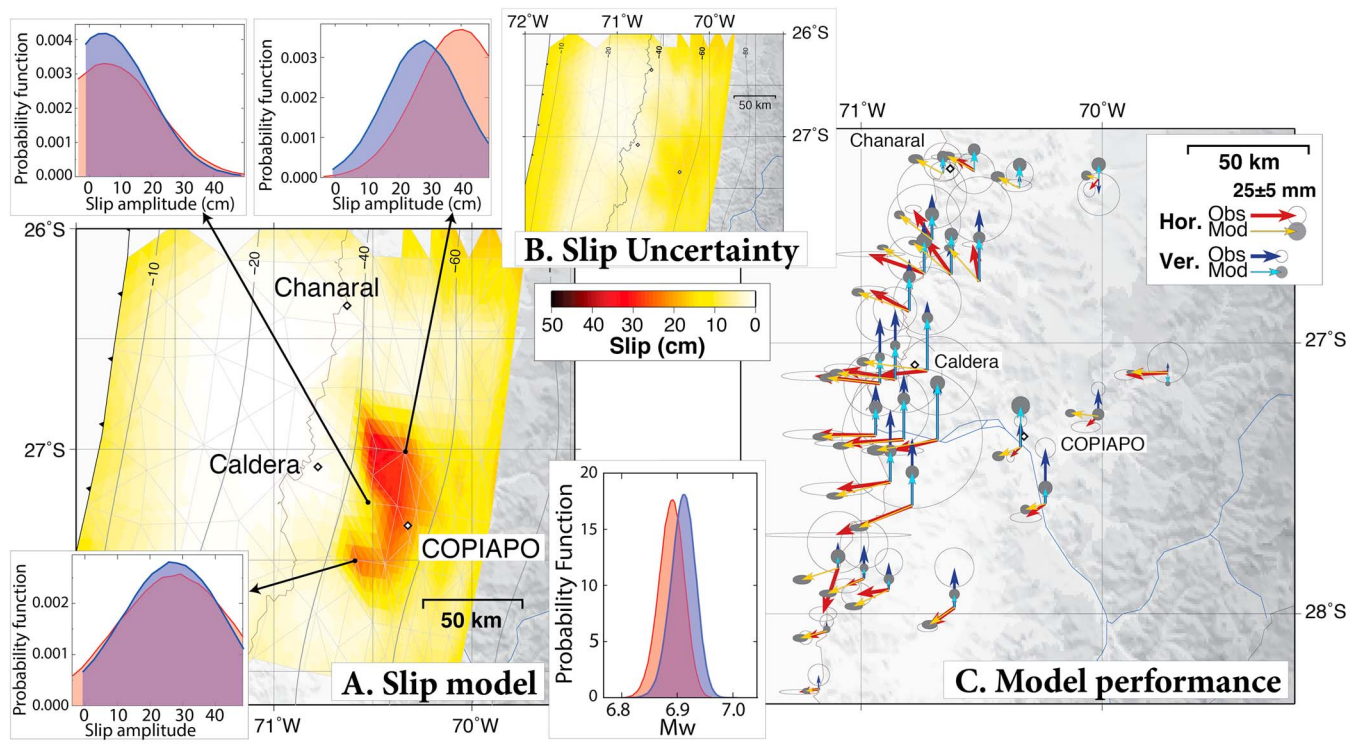 Probability function
0.004
0.003
0.002
0.001
0.000
0 10 20 30 40
Slip amplitude (cm)
Probability function
0.003
0.002
0.001
0.000
0 10 20 30 40
Slip amplitude (cm)
72°W 71°W 70°W
26°S
27°S
-10
-20
-40
-60
-80
50 km
B. Slip Uncertainty
26°S
27°S
-10
-20
-40
-60
Chanaral
Caldera
COPIAPO
50 km
71°W 70°W
A. Slip model
50 40 30 20 10 0
Slip (cm)
Probability function
0.002
0.001
0.000
0 10 20 30 40
Slip amplitude
Probability Function
20
15
10
5
0
6.8 6.9 7.0
Mw
71°W 70°W
Chanaral
Caldera
COPIAPO
27°S
28°S
50 km
25±5 mm
Hor. Obs
Mod
Ver. Obs
Mod
C. Model performance